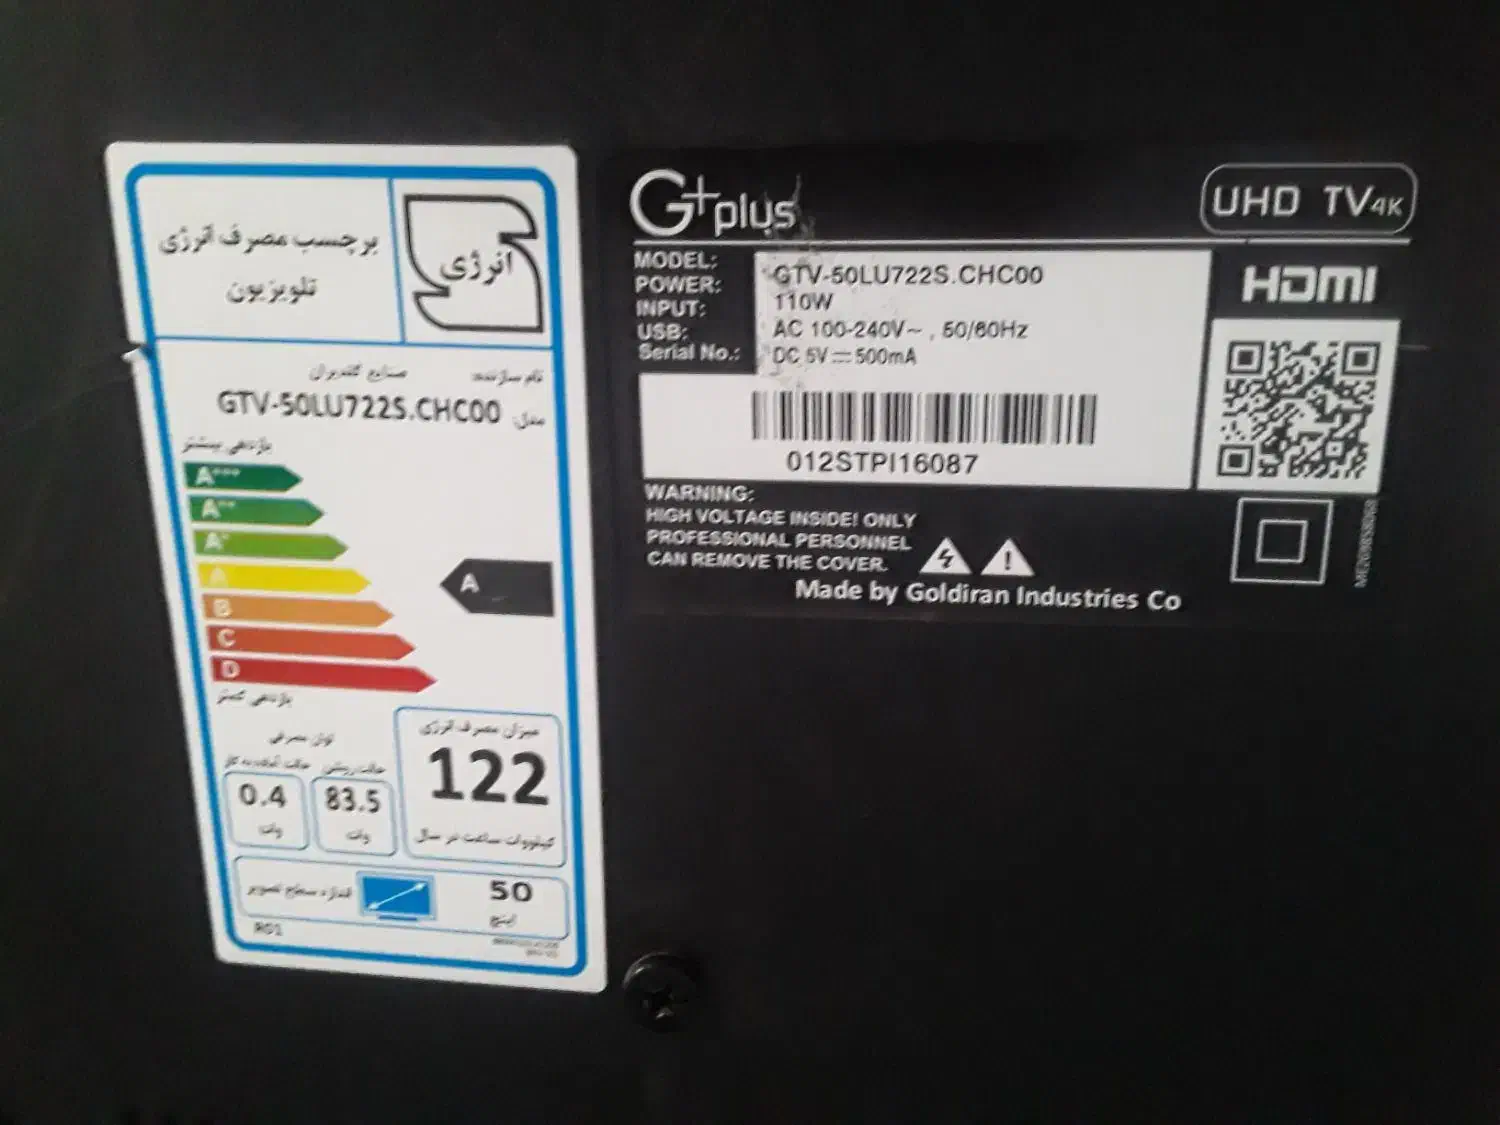 برچسب مصرف انرژی
تلویزیون
انرژی
نام سازنده: صنایع گلدیران
مدل: GTV-50LU722S.CHC00
بازدهی بیشتر
A+++
A++
A+
A
B
C
D
A
بازدهی کمتر
توان مصرفی
حالت روشن
83.5
وات
حالت آماده به کار
0.4
وات
میزان مصرف انرژی
122
کیلووات ساعت در سال
اندازه سطح تصویر
50
اینچ
R01
G+plus
UHD TV 4K
MODEL: GTV-50LU722S.CHC00
POWER: 110W
INPUT: AC 100-240V~ , 50/60Hz
USB: DC 5V⎓500mA
Serial No.:
012STPI16087
HDMI
WARNING:
HIGH VOLTAGE INSIDE! ONLY
PROFESSIONAL PERSONNEL
CAN REMOVE THE COVER.
Made by Goldiran Industries Co